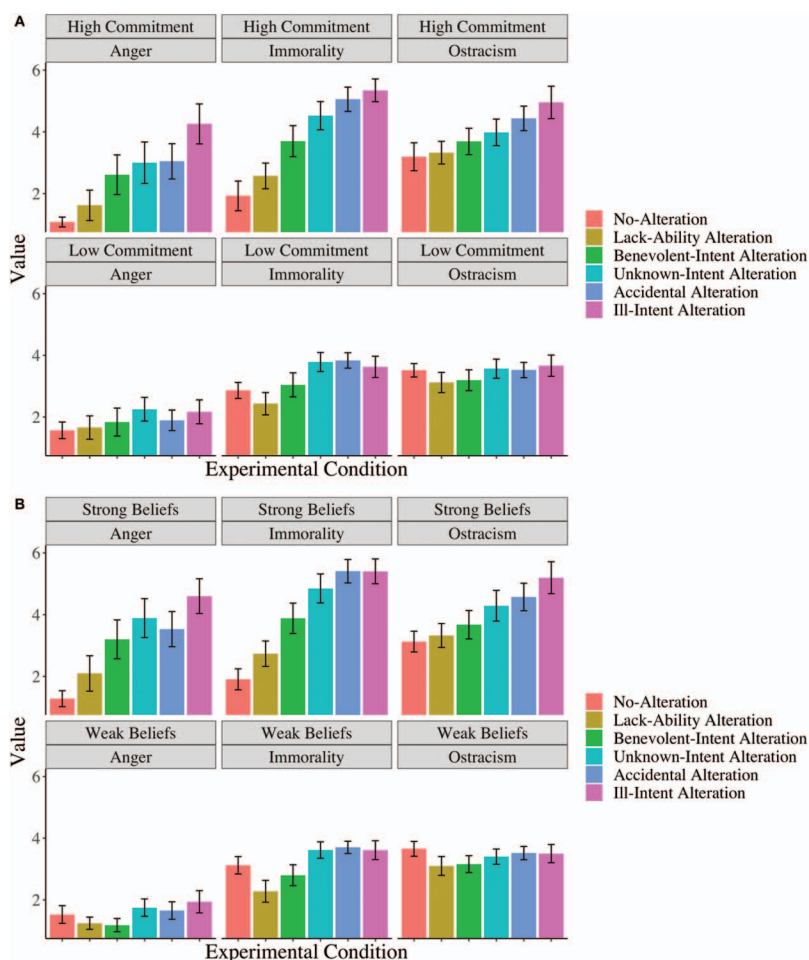 A
High Commitment High Commitment High Commitment
Anger Immorality Ostracism
6
4
2
Low Commitment Low Commitment Low Commitment
Anger Immorality Ostracism
6
4
2
Value
Experimental Condition
No-Alteration
Lack-Ability Alteration
Benevolent-Intent Alteration
Unknown-Intent Alteration
Accidental Alteration
Ill-Intent Alteration
B
Strong Beliefs Strong Beliefs Strong Beliefs
Anger Immorality Ostracism
6
4
2
Weak Beliefs Weak Beliefs Weak Beliefs
Anger Immorality Ostracism
6
4
2
Value
Experimental Condition
No-Alteration
Lack-Ability Alteration
Benevolent-Intent Alteration
Unknown-Intent Alteration
Accidental Alteration
Ill-Intent Alteration